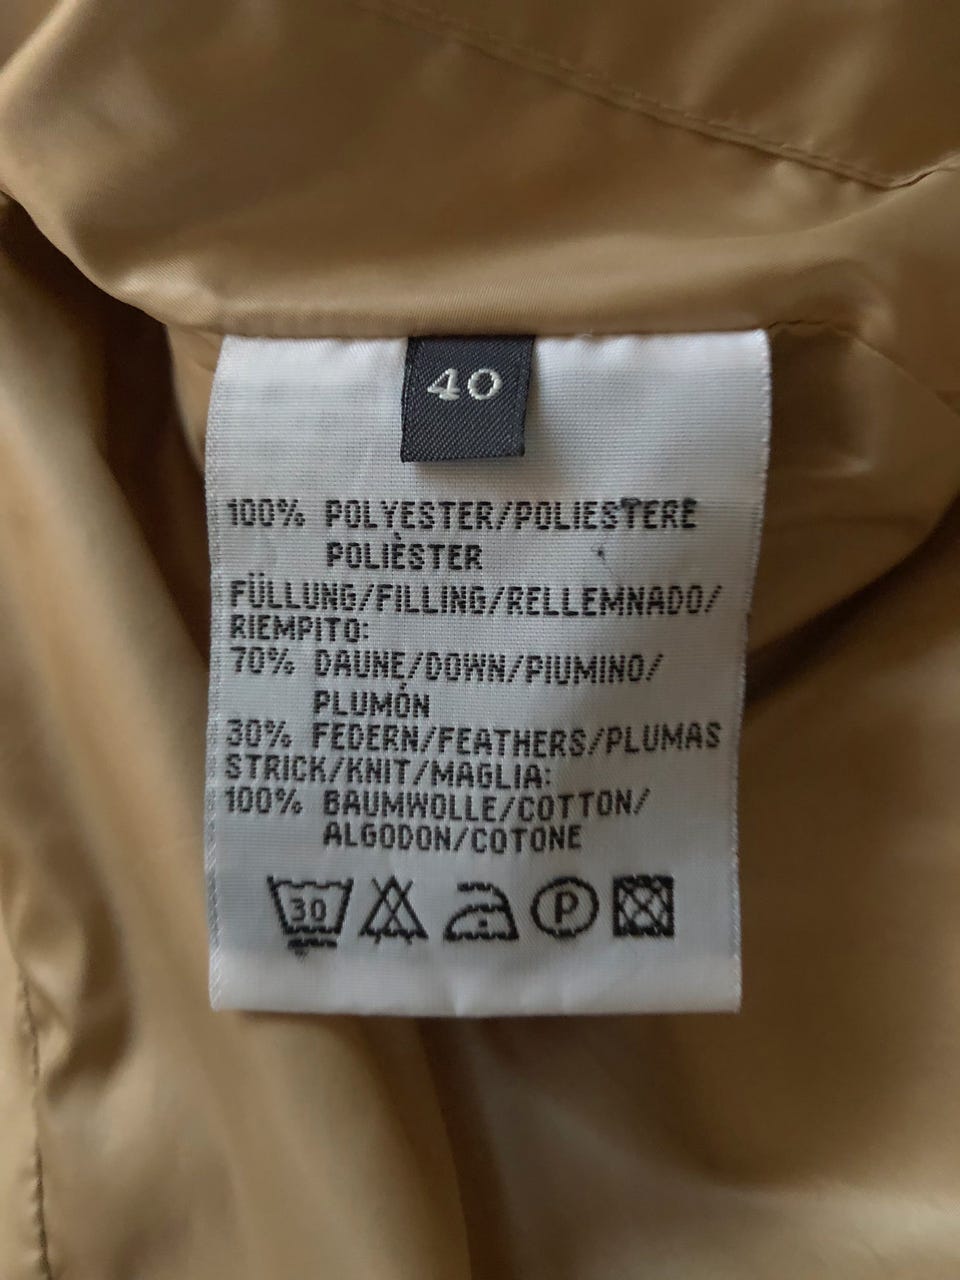 40
100% POLYESTER/POLIESTERE
POLIÈSTER
FÜLLUNG/FILLING/RELLEMNADO/
RIEMPITO:
70% DAUNE/DOWN/PIUMINO/
PLUMÓN
30% FEDERN/FEATHERS/PLUMAS
STRICK/KNIT/MAGLIA:
100% BAUMWOLLE/COTTON/
ALGODON/COTONE
30 P